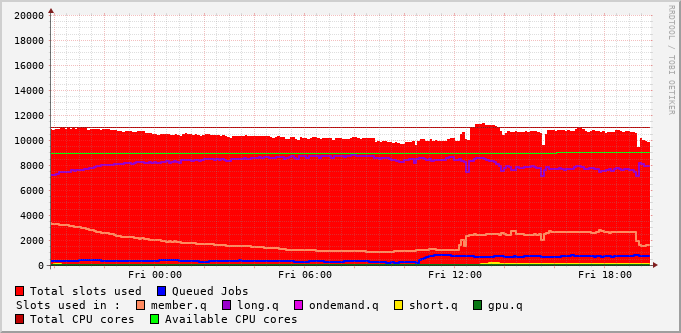 20000
18000
16000
14000
12000
10000
8000
6000
4000
2000
0
Fri 00:00 Fri 06:00 Fri 12:00 Fri 18:00
RRDTOOL / TOBI OETIKER
Total slots used Queued Jobs
Slots used in : member.q long.q ondemand.q short.q gpu.q
Total CPU cores Available CPU cores